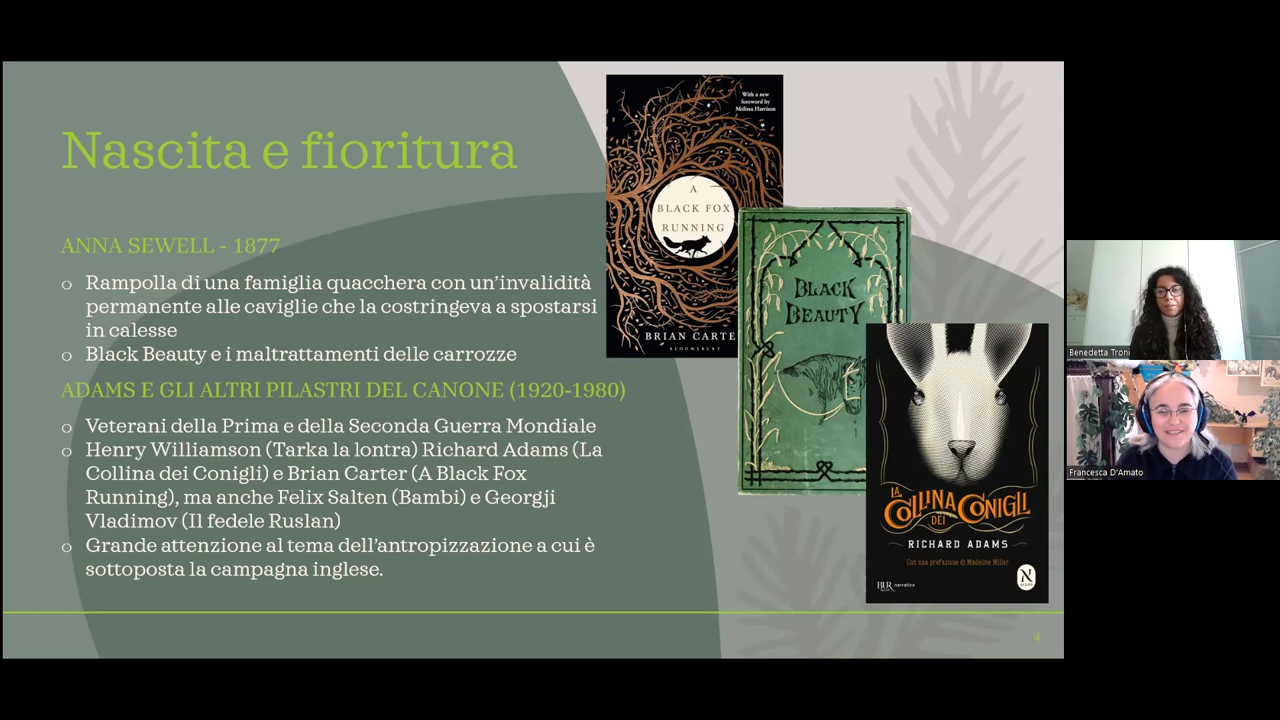 Nascita e fioritura
ANNA SEWELL - 1877
o Rampolla di una famiglia quacchera con un'invalidità
permanente alle caviglie che la costringeva a spostarsi
in calesse
o Black Beauty e i maltrattamenti delle carrozze
ADAMS E GLI ALTRI PILASTRI DEL CANONE (1920-1980)
o Veterani della Prima e della Seconda Guerra Mondiale
o Henry Williamson (Tarka la lontra) Richard Adams (La
Collina dei Conigli) e Brian Carter (A Black Fox
Running), ma anche Felix Salten (Bambi) e Georgji
Vladimov (Il fedele Ruslan)
o Grande attenzione al tema dell'antropizzazione a cui è
sottoposta la campagna inglese.
With a new
foreword by
Melissa Harrison
A
BLACK FOX
RUNNING
BRIAN CARTE
BLOOMSBURY
BLACK
BEAUTY
LA
COLLINA DEI CONIGLI
RICHARD ADAMS
Con una prefazione di Madeline Miller
BUR narrativa
N
4
Benedetta Troni
Francesca D'Amato